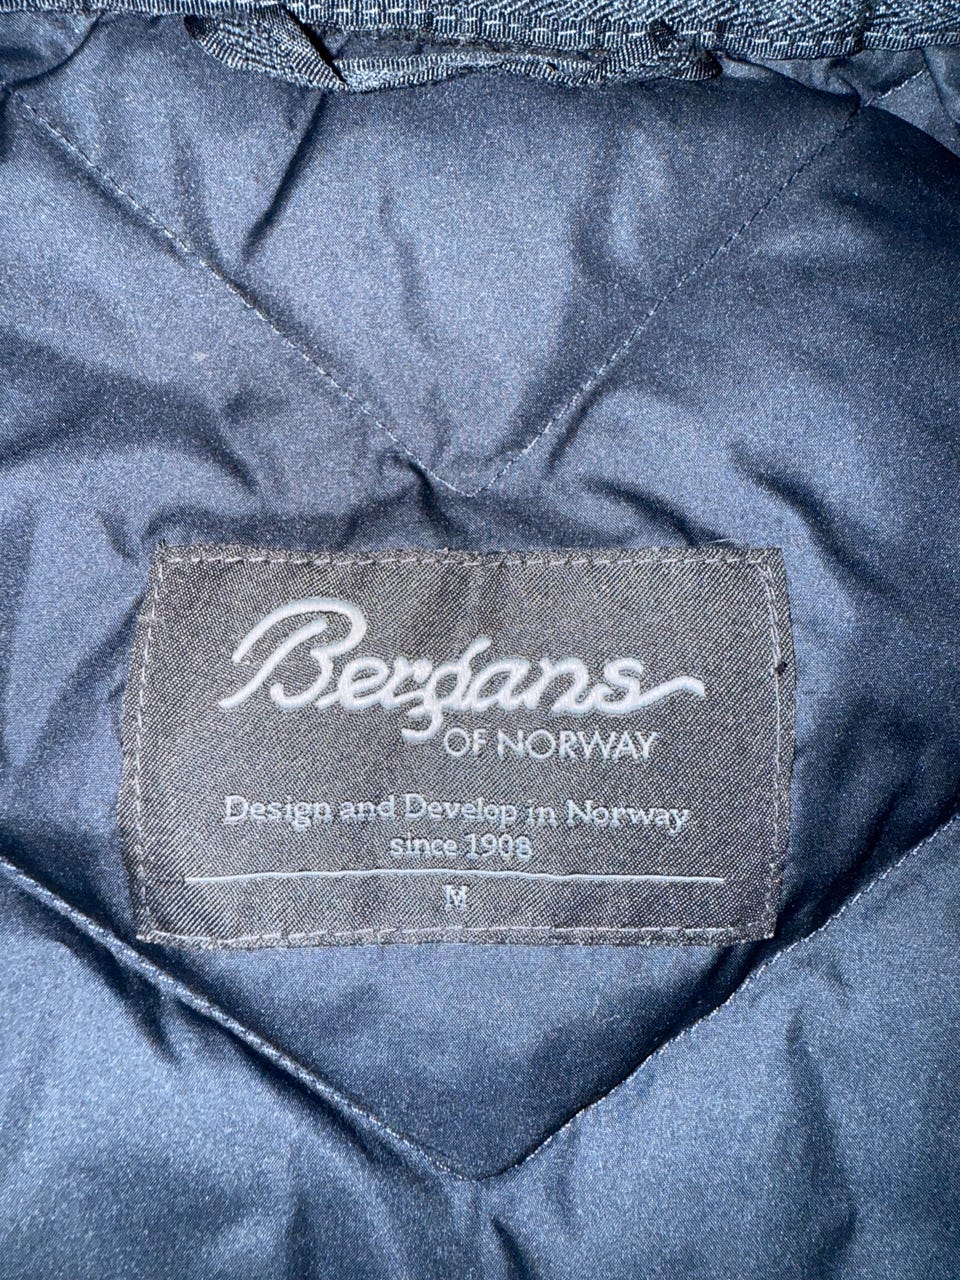 Bergans
OF NORWAY
Design and Develop in Norway
since 1908
M